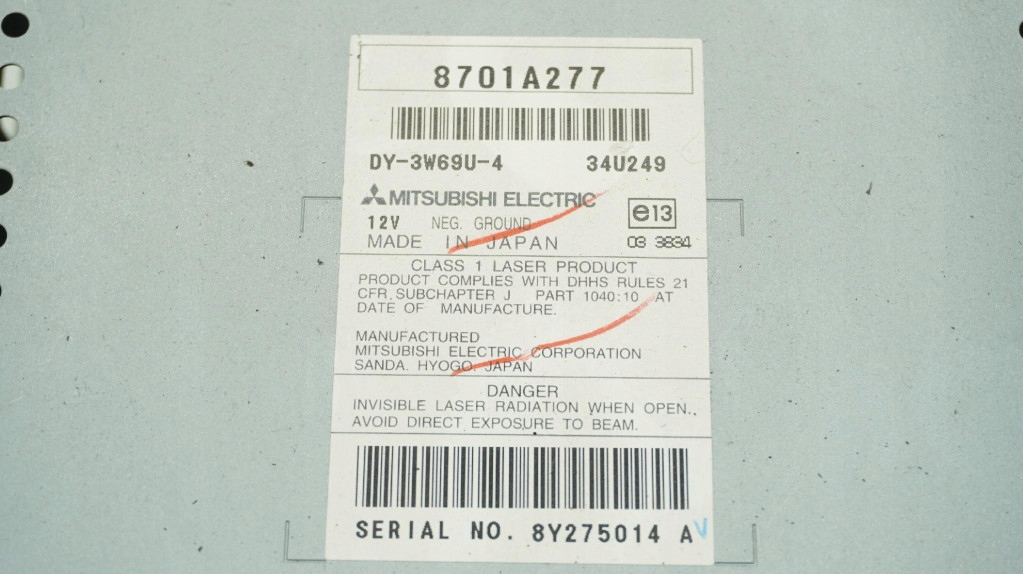 8701A277
DY-3W69U-4 34U249
MITSUBISHI ELECTRIC
12V NEG. GROUND e13
MADE IN JAPAN 03 3834
CLASS 1 LASER PRODUCT
PRODUCT COMPLIES WITH DHHS RULES 21
CFR, SUBCHAPTER J PART 1040:10 AT
DATE OF MANUFACTURE.
MANUFACTURED
MITSUBISHI ELECTRIC CORPORATION
SANDA. HYOGO. JAPAN
DANGER
INVISIBLE LASER RADIATION WHEN OPEN.,
AVOID DIRECT EXPOSURE TO BEAM.
SERIAL NO. 8Y275014 A